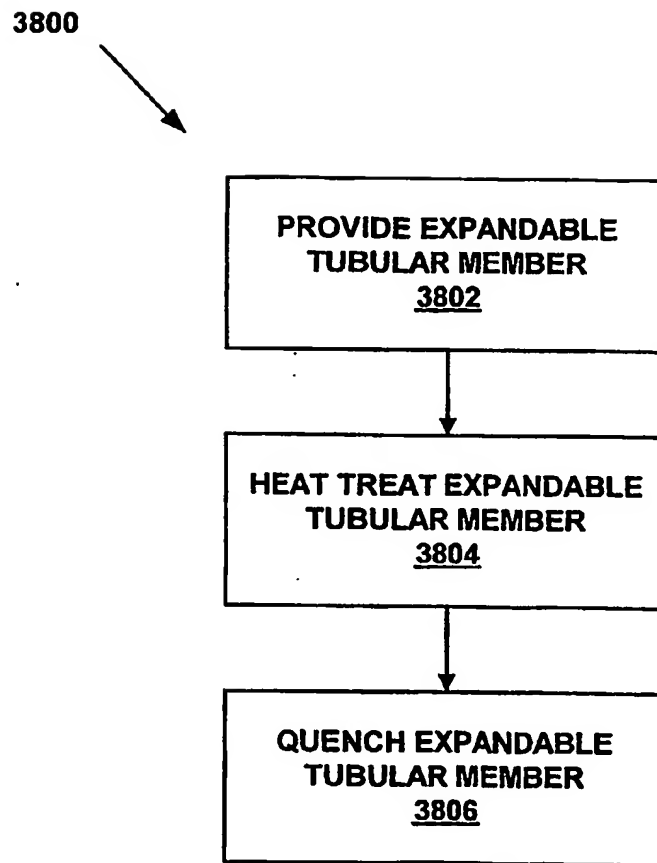 3800
PROVIDE EXPANDABLE
TUBULAR MEMBER
3802
HEAT TREAT EXPANDABLE
TUBULAR MEMBER
3804
QUENCH EXPANDABLE
TUBULAR MEMBER
3806